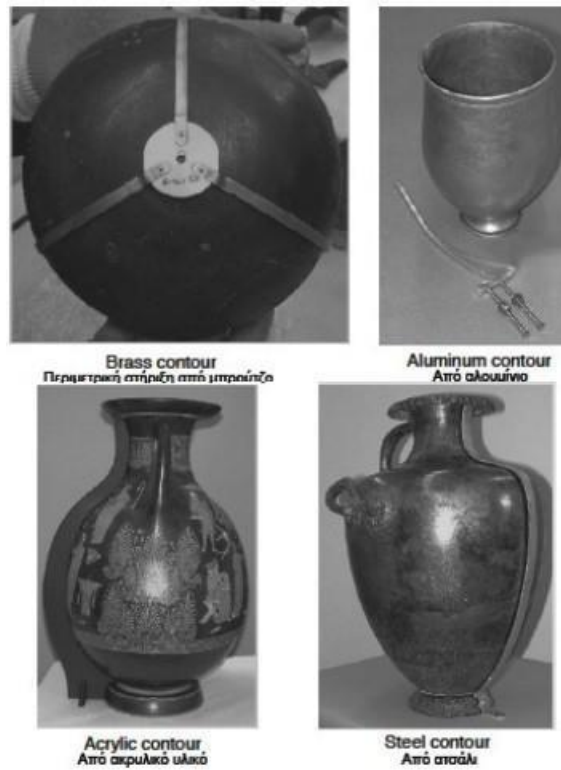 Brass contour
Περιμετρική στήριξη από μπρούτζο
Aluminum contour
Από αλουμίνιο
Acrylic contour
Από ακρυλικό υλικό
Steel contour
Από ατσάλι